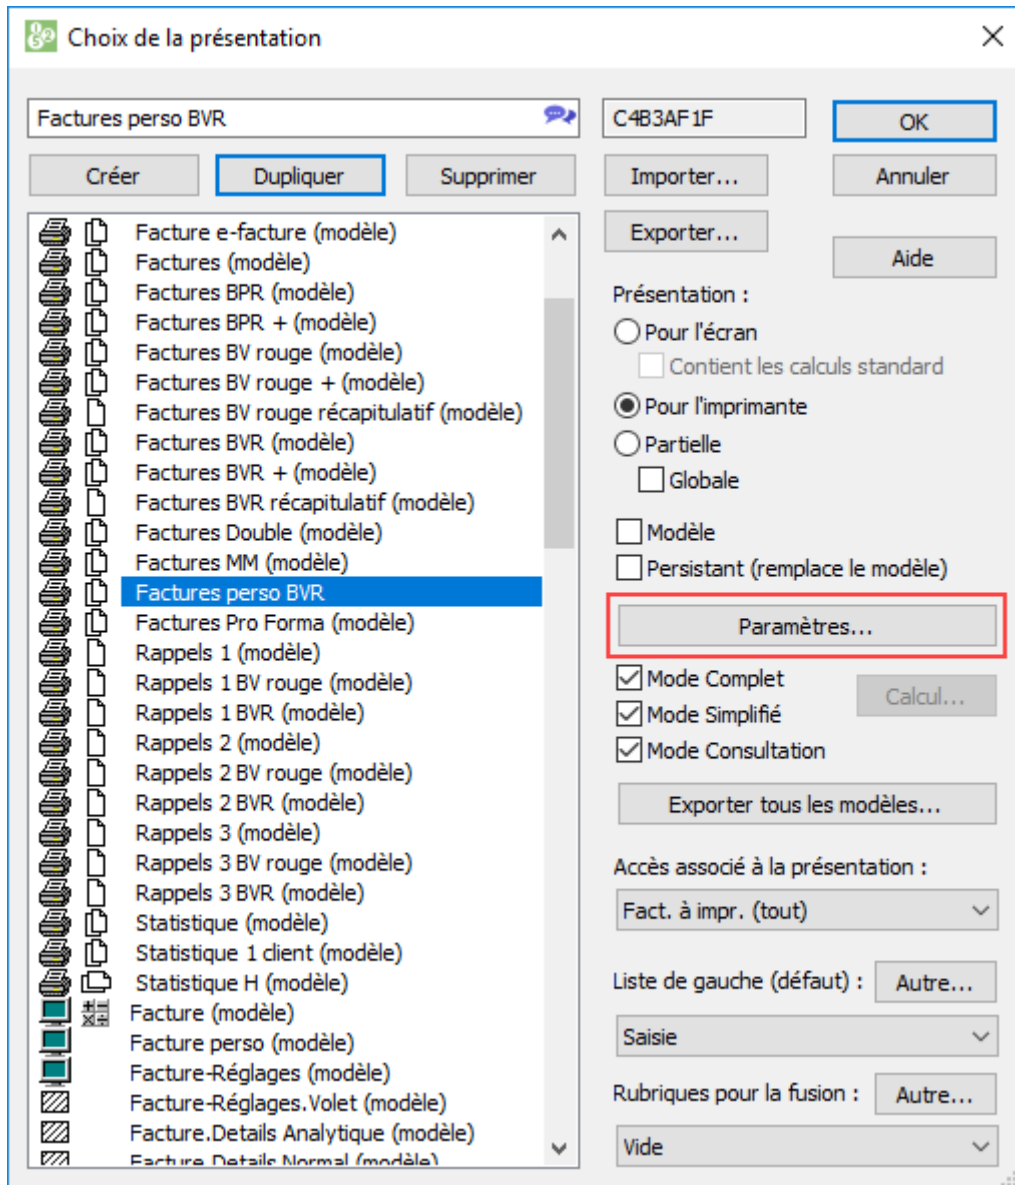 Choix de la présentation
Factures perso BVR
C4B3AF1F
OK
Créer
Dupliquer
Supprimer
Importer...
Annuler
Exporter...
Aide
Facture e-facture (modèle)
Factures (modèle)
Factures BPR (modèle)
Factures BPR + (modèle)
Factures BV rouge (modèle)
Factures BV rouge + (modèle)
Factures BV rouge récapitulatif (modèle)
Factures BVR (modèle)
Factures BVR + (modèle)
Factures BVR récapitulatif (modèle)
Factures Double (modèle)
Factures MM (modèle)
Factures perso BVR
Factures Pro Forma (modèle)
Rappels 1 (modèle)
Rappels 1 BV rouge (modèle)
Rappels 1 BVR (modèle)
Rappels 2 (modèle)
Rappels 2 BV rouge (modèle)
Rappels 2 BVR (modèle)
Rappels 3 (modèle)
Rappels 3 BV rouge (modèle)
Rappels 3 BVR (modèle)
Statistique (modèle)
Statistique 1 client (modèle)
Statistique H (modèle)
Facture (modèle)
Facture perso (modèle)
Facture-Réglages (modèle)
Facture-Réglages.Volet (modèle)
Facture.Details Analytique (modèle)
Facture.Details Normal (modèle)
Présentation :
Pour l'écran
Contient les calculs standard
Pour l'imprimante
Partielle
Globale
Modèle
Persistant (remplace le modèle)
Paramètres...
Mode Complet
Calcul...
Mode Simplifié
Mode Consultation
Exporter tous les modèles...
Accès associé à la présentation :
Fact. à impr. (tout)
Liste de gauche (défaut) :
Autre...
Saisie
Rubriques pour la fusion :
Autre...
Vide